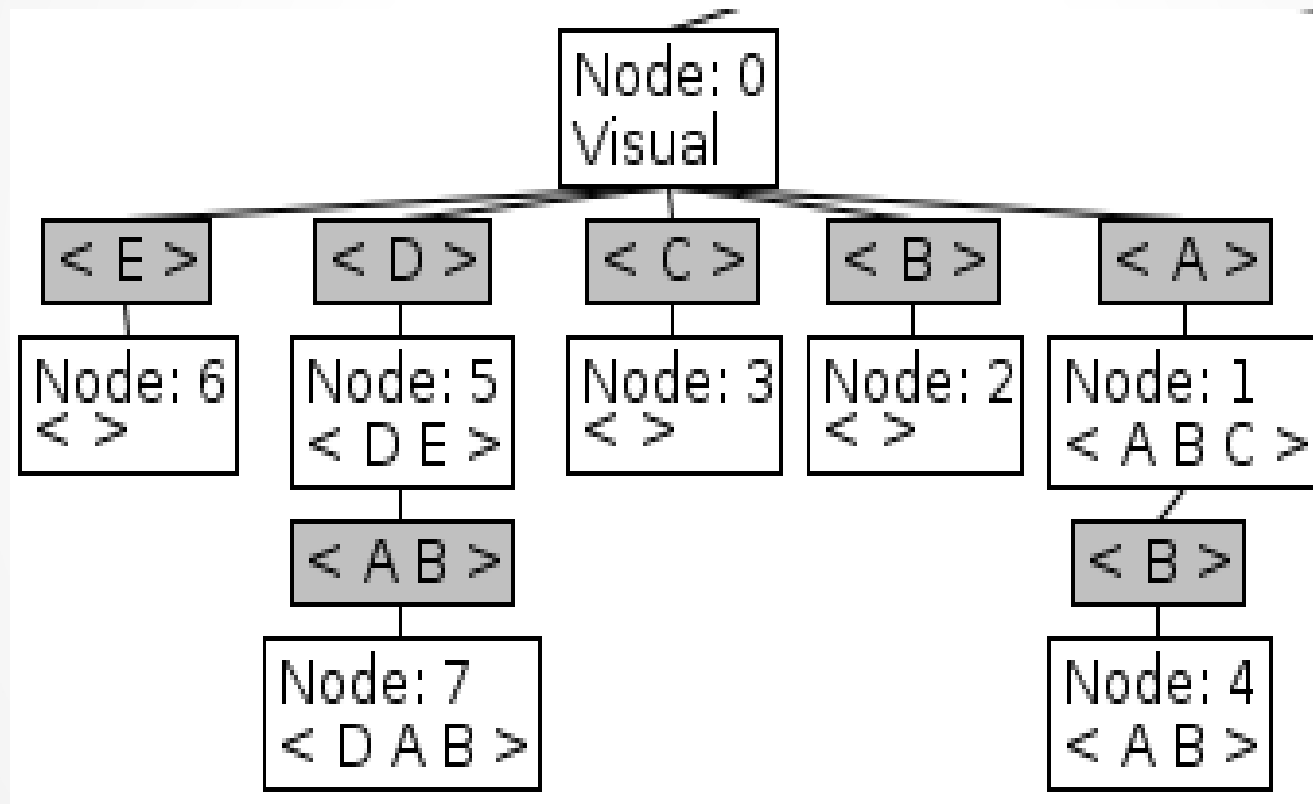 Node: 0
Visual
< E >
< D >
< C >
< B >
< A >
Node: 6
< >
Node: 5
< D E >
Node: 3
< >
Node: 2
< >
Node: 1
< A B C >
< A B >
< B >
Node: 7
< D A B >
Node: 4
< A B >